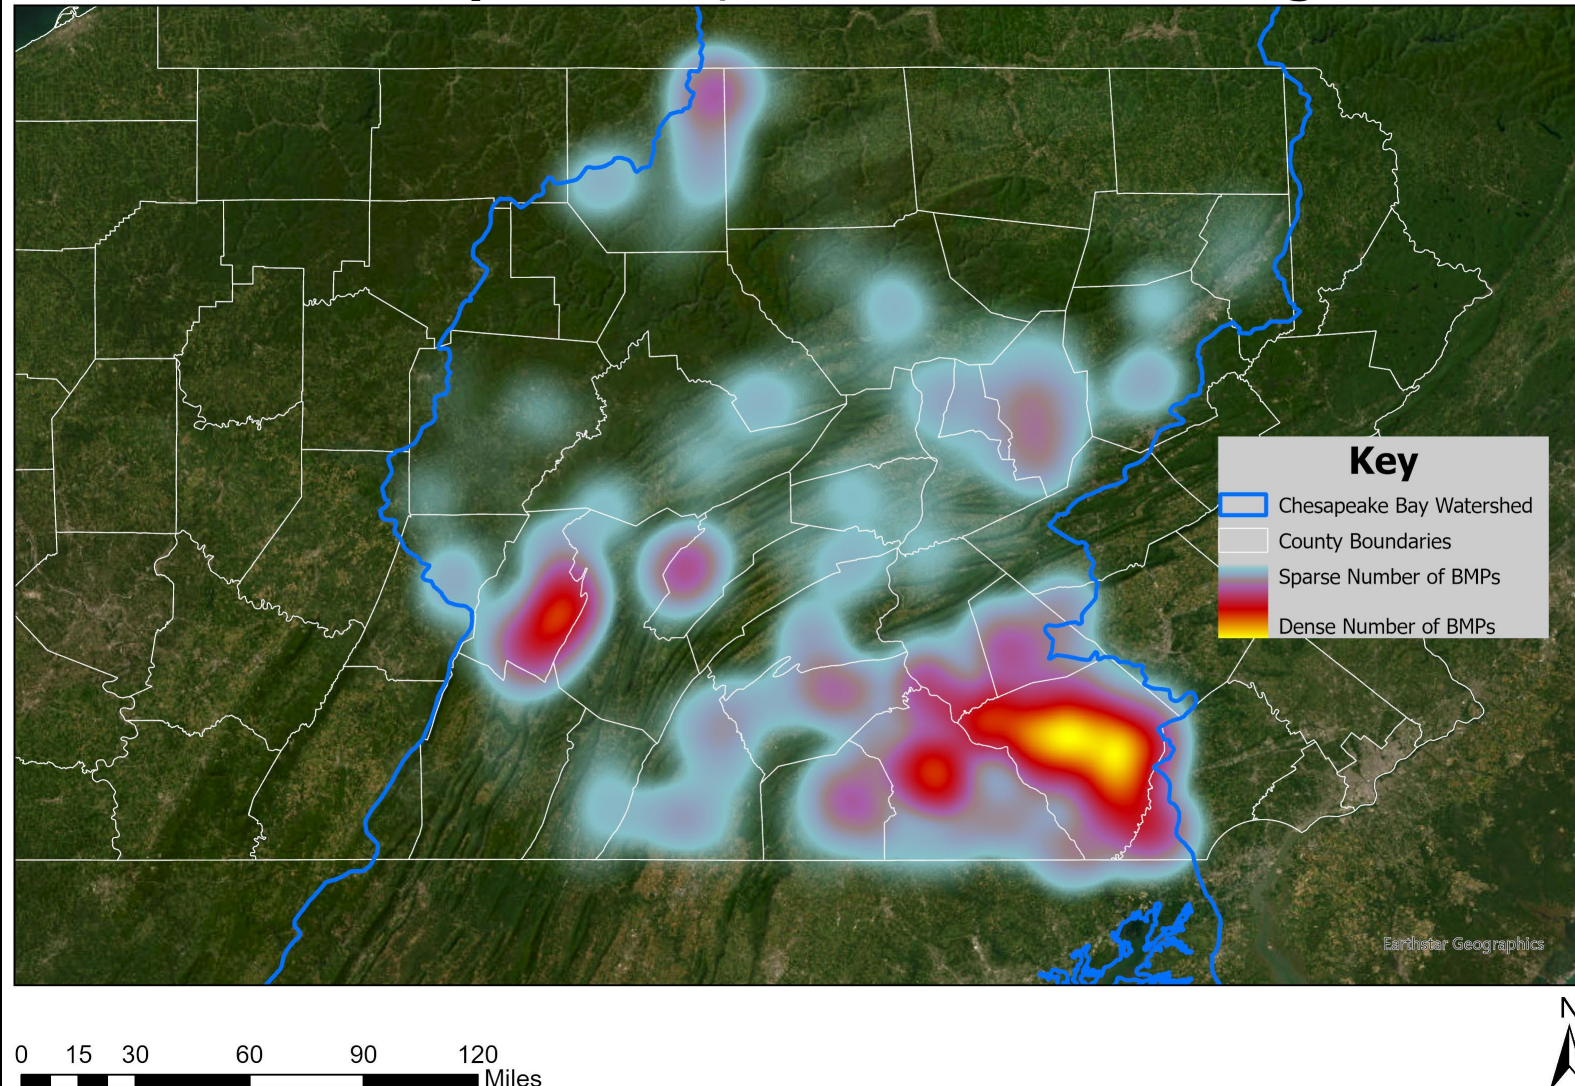 Key
Chesapeake Bay Watershed
County Boundaries
Sparse Number of BMPs
Dense Number of BMPs
Earthstar Geographics
N
0 15 30 60 90 120
Miles